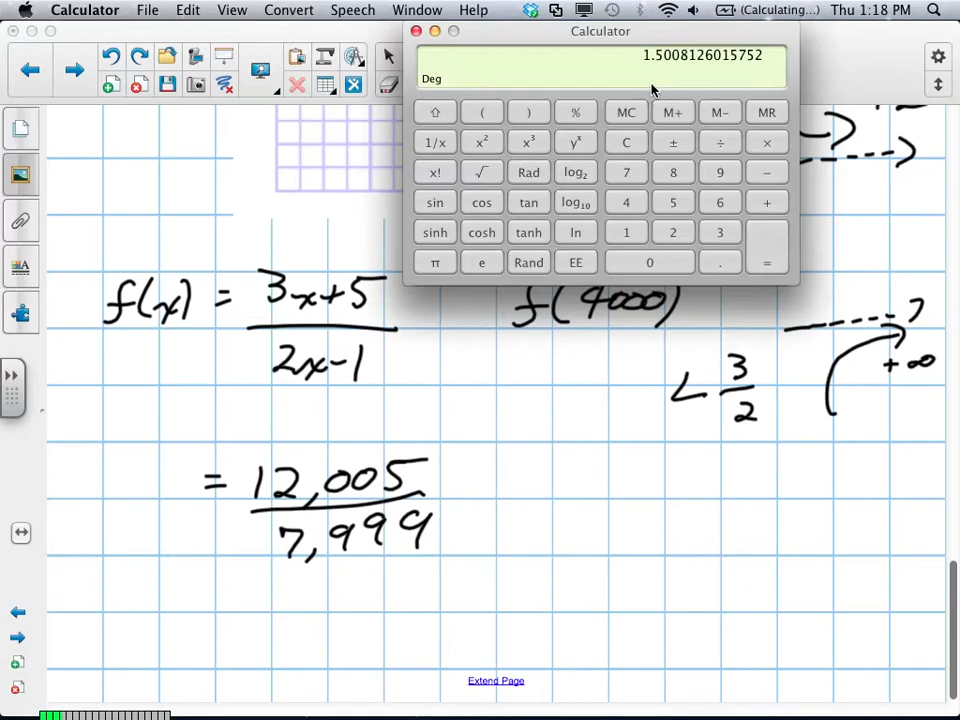 Calculator File Edit View Convert Speech Window Help (Calculating...) Thu 1:18 PM
Calculator
1.5008126015752
Deg
( ) % MC M+ M– MR
1/x x² x³ yˣ C ± ÷ ×
x! √ Rad log₂ 7 8 9 –
sin cos tan log₁₀ 4 5 6 +
sinh cosh tanh ln 1 2 3
π e Rand EE 0 . =
f(x) = 3x+5 / 2x-1
f(4000)
< 3/2
+∞
= 12,005 / 7,999
Extend Page